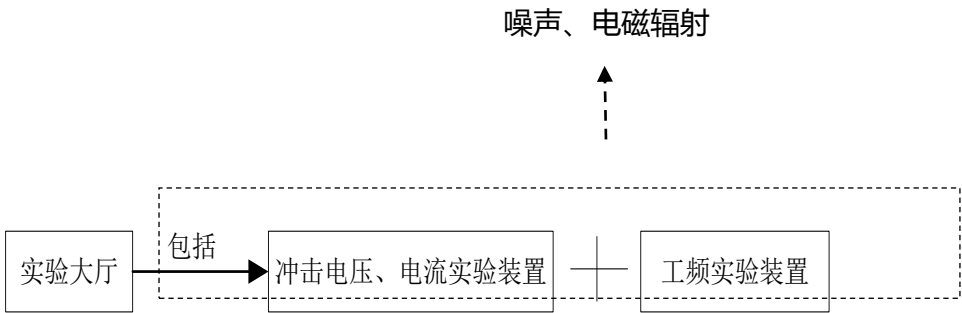 噪声、电磁辐射
包括
实验大厅
冲击电压、电流实验装置
工频实验装置